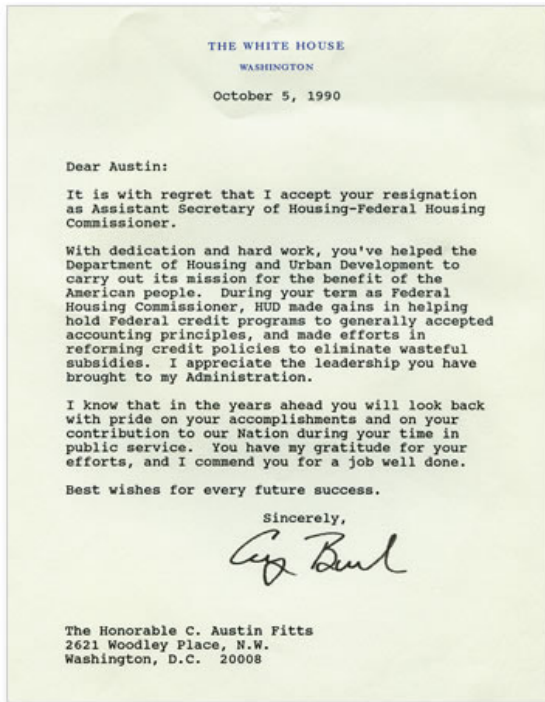 THE WHITE HOUSE
WASHINGTON
October 5, 1990
Dear Austin:
It is with regret that I accept your resignation
as Assistant Secretary of Housing-Federal Housing
Commissioner.
With dedication and hard work, you've helped the
Department of Housing and Urban Development to
carry out its mission for the benefit of the
American people. During your term as Federal
Housing Commissioner, HUD made gains in helping
hold Federal credit programs to generally accepted
accounting principles, and made efforts in
reforming credit policies to eliminate wasteful
subsidies. I appreciate the leadership you have
brought to my Administration.
I know that in the years ahead you will look back
with pride on your accomplishments and on your
contribution to our Nation during your time in
public service. You have my gratitude for your
efforts, and I commend you for a job well done.
Best wishes for every future success.
Sincerely,
The Honorable C. Austin Fitts
2621 Woodley Place, N.W.
Washington, D.C. 20008